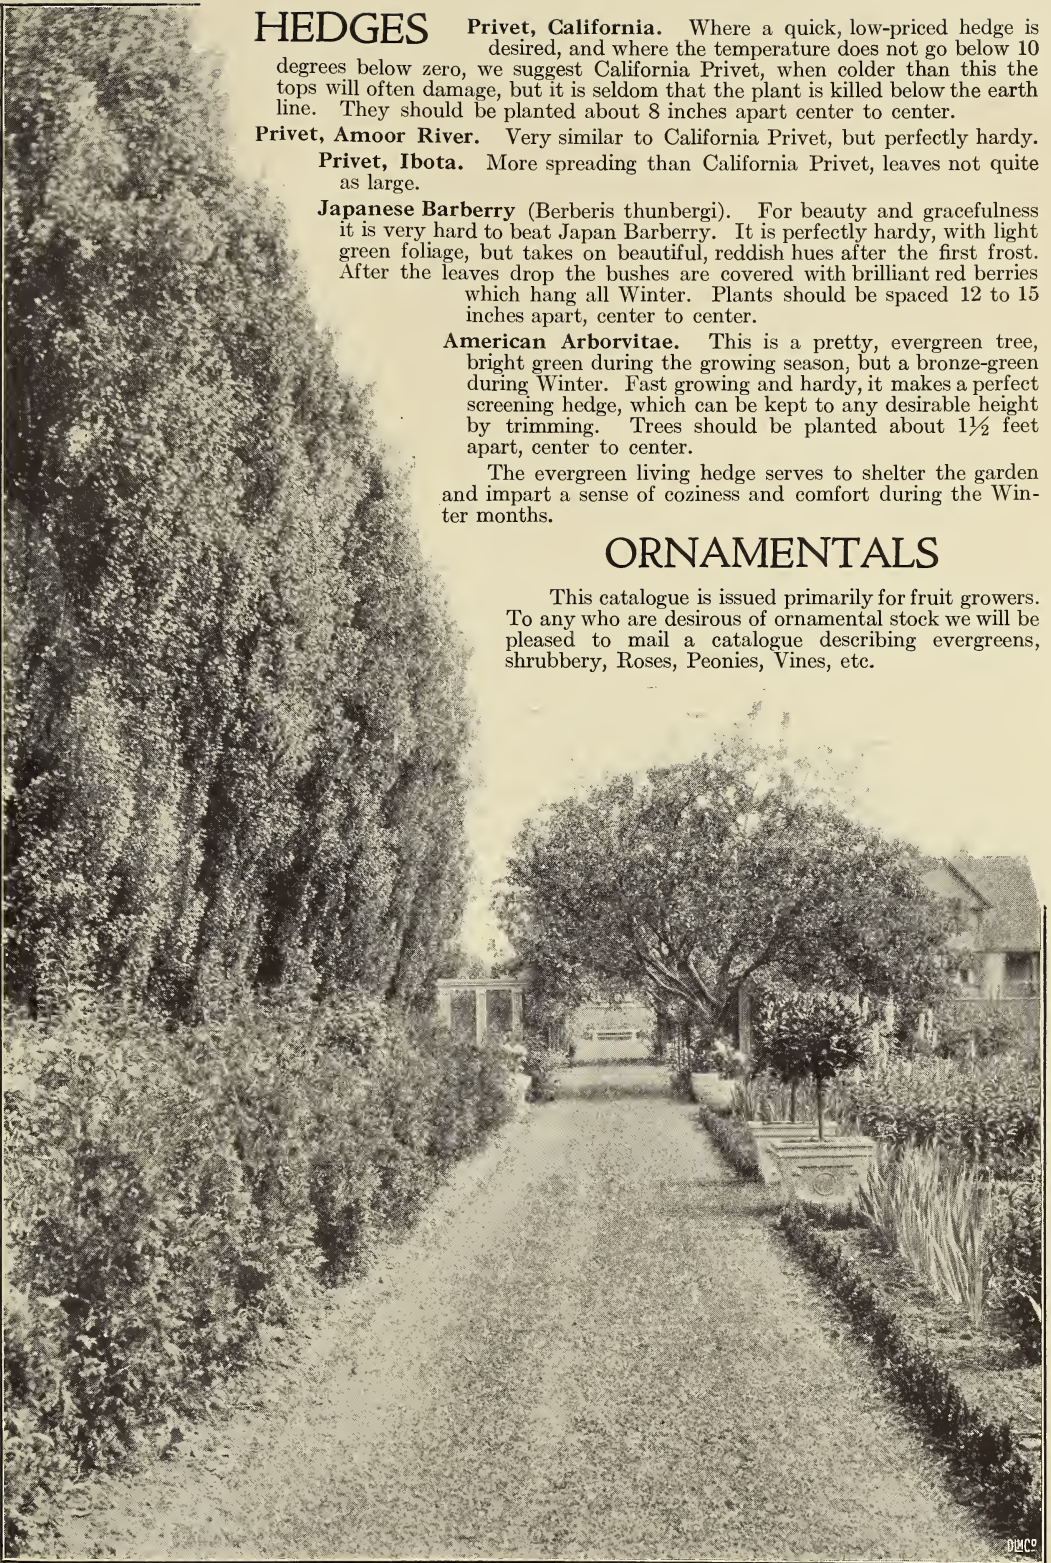 HEDGES
Privet, California. Where a quick, low-priced hedge is
desired, and where the temperature does not go below 10
degrees below zero, we suggest California Privet, when colder than this the
tops will often damage, but it is seldom that the plant is killed below the earth
line. They should be planted about 8 inches apart center to center.
Privet, Amoor River. Very similar to California Privet, but perfectly hardy.
Privet, Ibota. More spreading than California Privet, leaves not quite
as large.
Japanese Barberry (Berberis thunbergi). For beauty and gracefulness
it is very hard to beat Japan Barberry. It is perfectly hardy, with light
green foliage, but takes on beautiful, reddish hues after the first frost.
After the leaves drop the bushes are covered with brilliant red berries
which hang all Winter. Plants should be spaced 12 to 15
inches apart, center to center.
American Arborvitae. This is a pretty, evergreen tree,
bright green during the growing season, but a bronze-green
during Winter. Fast growing and hardy, it makes a perfect
screening hedge, which can be kept to any desirable height
by trimming. Trees should be planted about 1½ feet
apart, center to center.
The evergreen living hedge serves to shelter the garden
and impart a sense of coziness and comfort during the Win-
ter months.
ORNAMENTALS
This catalogue is issued primarily for fruit growers.
To any who are desirous of ornamental stock we will be
pleased to mail a catalogue describing evergreens,
shrubbery, Roses, Peonies, Vines, etc.